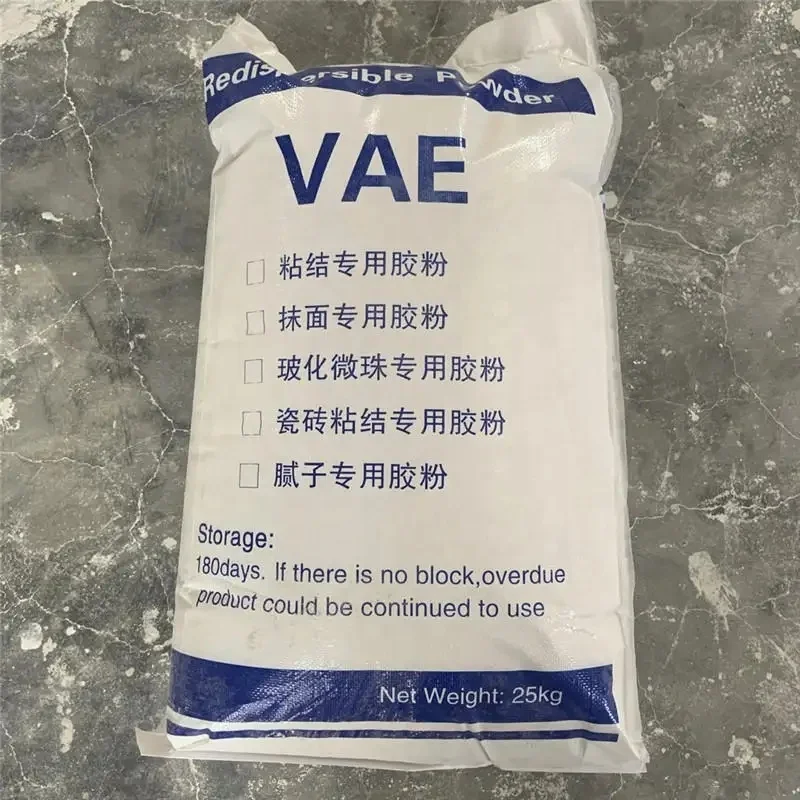 Redispersible Powder
VAE
粘结专用胶粉
抹面专用胶粉
玻化微珠专用胶粉
瓷砖粘结专用胶粉
腻子专用胶粉
Storage:
180days. If there is no block,overdue
product could be continued to use
Net Weight: 25kg